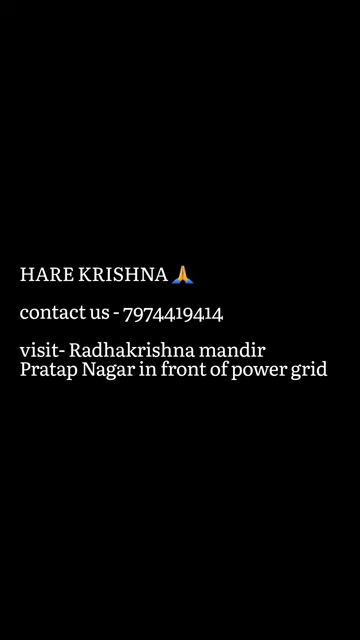 HARE KRISHNA 🙏
contact us - 7974419414
visit- Radhakrishna mandir
Pratap Nagar in front of power grid